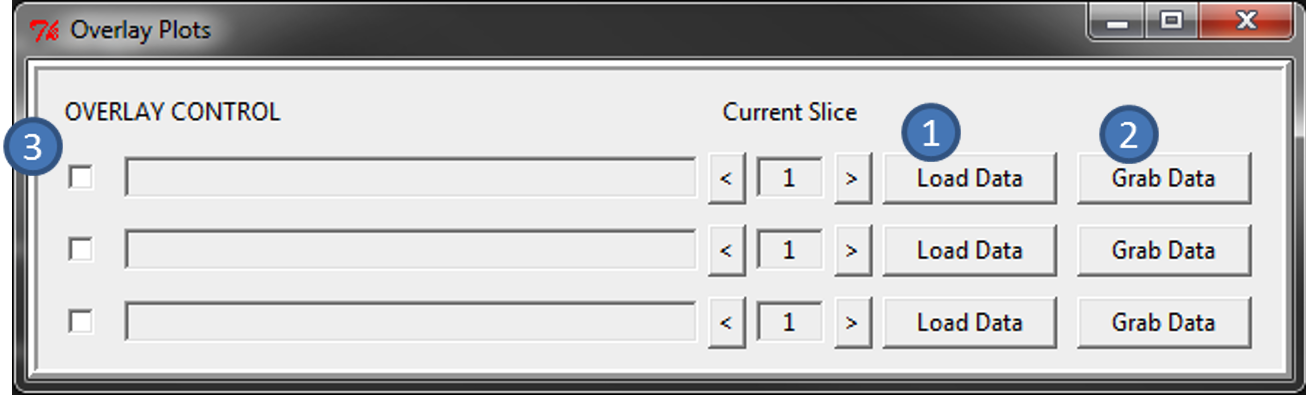 Overlay Plots
OVERLAY CONTROL Current Slice
3 1 2
< 1 > Load Data Grab Data
< 1 > Load Data Grab Data
< 1 > Load Data Grab Data